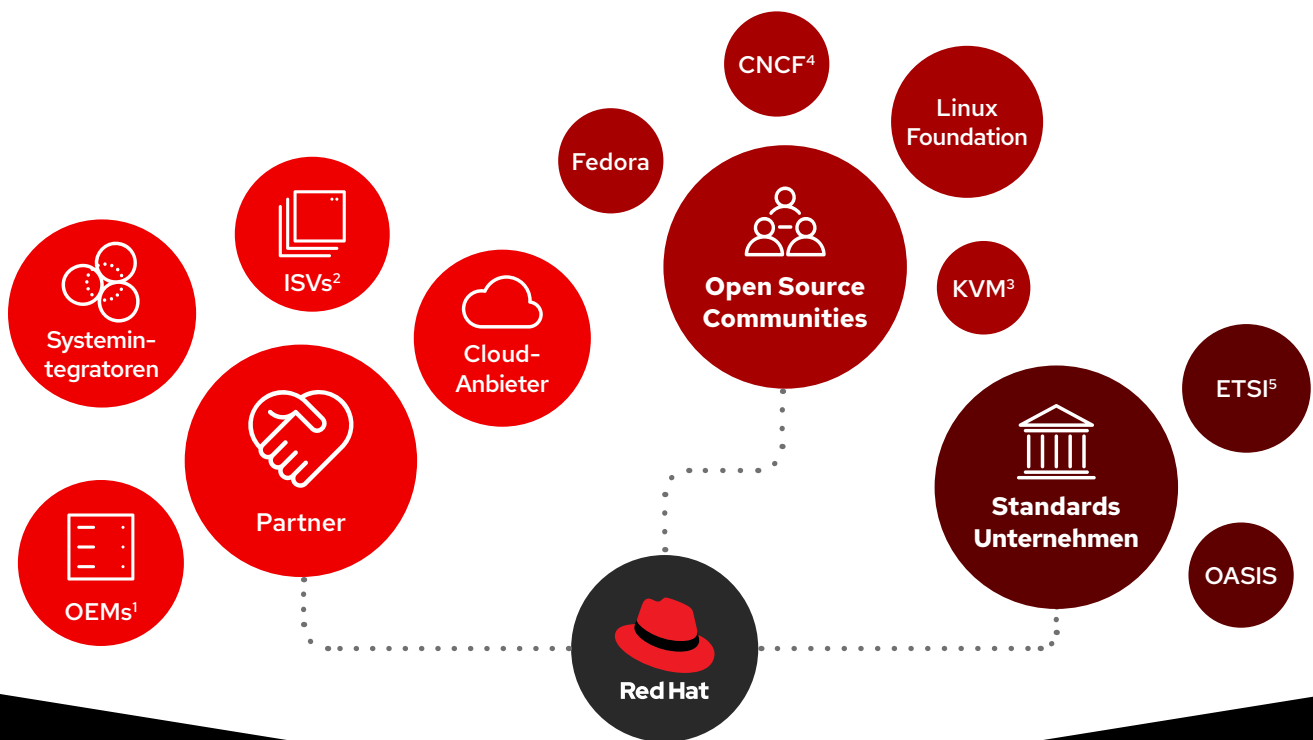 CNCF⁴
Linux
Foundation
Fedora
ISVs²
Open Source
Communities
KVM³
Systemin-
tegratoren
Cloud-
Anbieter
ETSI⁵
Partner
Standards
Unternehmen
OEMs¹
OASIS
Red Hat